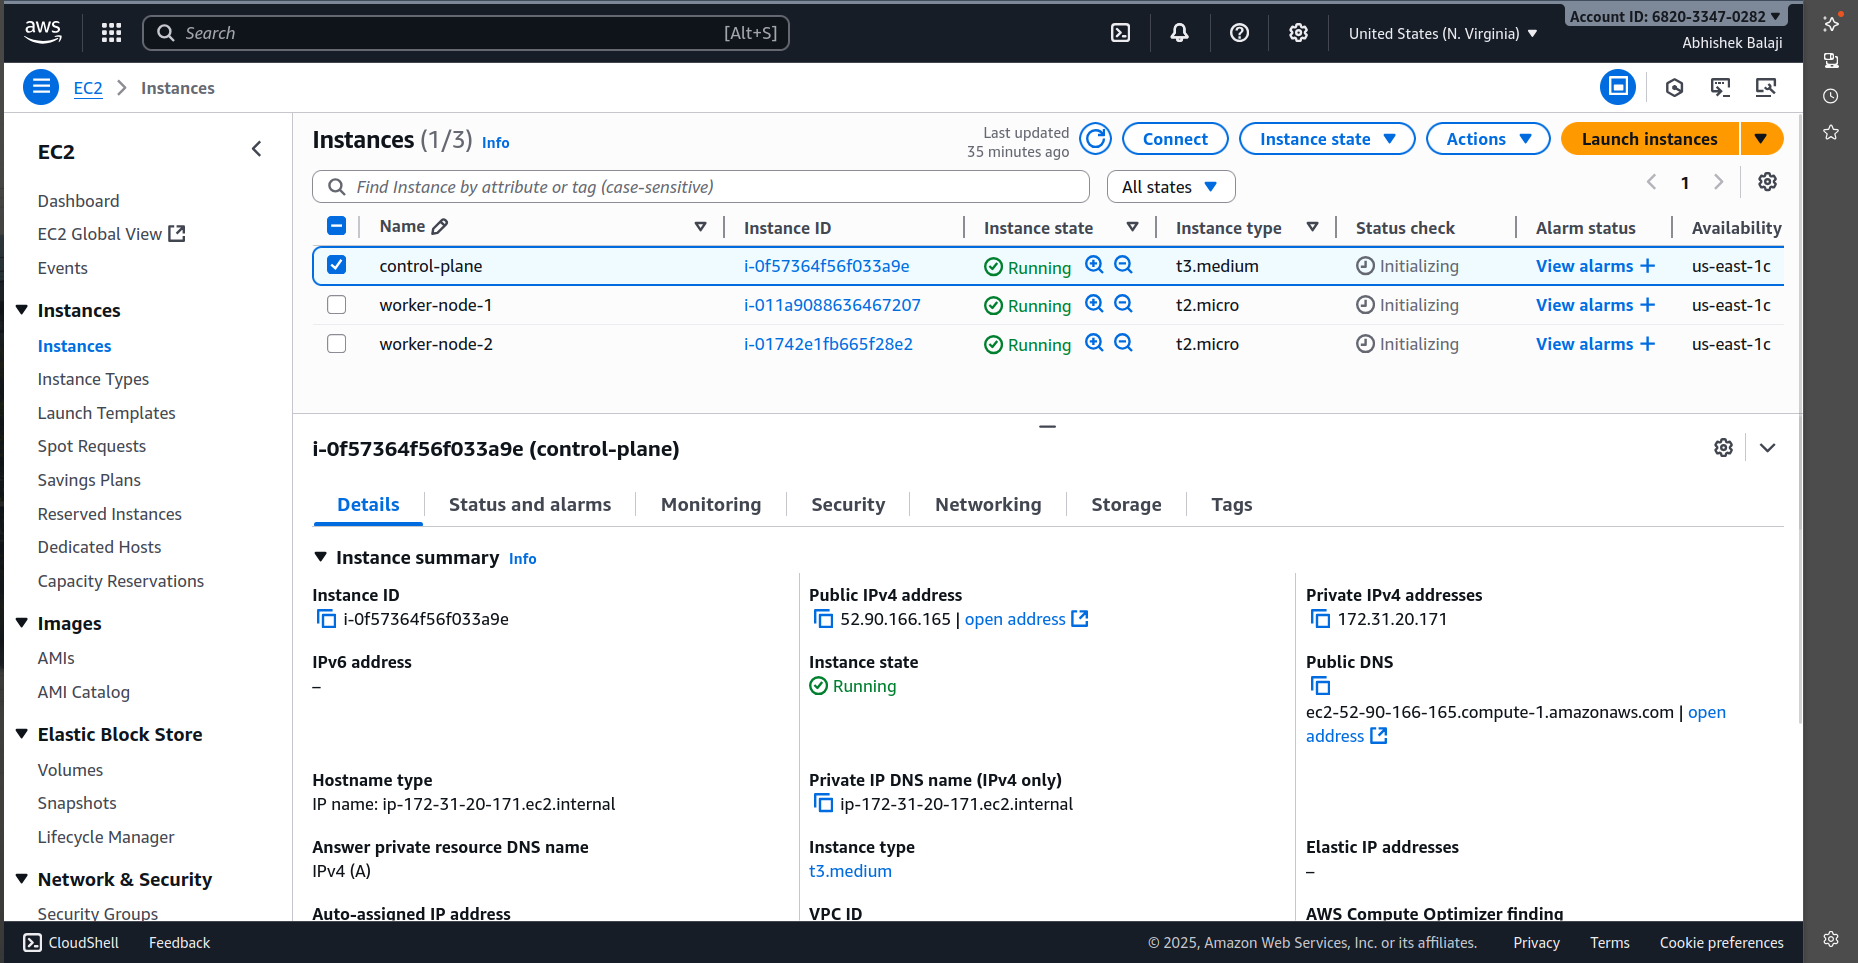 aws
Search [Alt+S]
United States (N. Virginia)
Account ID: 6820-3347-0282
Abhishek Balaji
EC2 Instances
EC2
Dashboard
EC2 Global View
Events
Instances
Instances
Instance Types
Launch Templates
Spot Requests
Savings Plans
Reserved Instances
Dedicated Hosts
Capacity Reservations
Images
AMIs
AMI Catalog
Elastic Block Store
Volumes
Snapshots
Lifecycle Manager
Network & Security
Security Groups
Instances (1/3) Info
Last updated
35 minutes ago
Connect
Instance state
Actions
Launch instances
Find Instance by attribute or tag (case-sensitive)
All states
1
Name Instance ID Instance state Instance type Status check Alarm status Availability
control-plane i-0f57364f56f033a9e Running t3.medium Initializing View alarms + us-east-1c
worker-node-1 i-011a9088636467207 Running t2.micro Initializing View alarms + us-east-1c
worker-node-2 i-01742e1fb665f28e2 Running t2.micro Initializing View alarms + us-east-1c
i-0f57364f56f033a9e (control-plane)
Details Status and alarms Monitoring Security Networking Storage Tags
Instance summary Info
Instance ID
i-0f57364f56f033a9e
Public IPv4 address
52.90.166.165 | open address
Private IPv4 addresses
172.31.20.171
IPv6 address
–
Instance state
Running
Public DNS
ec2-52-90-166-165.compute-1.amazonaws.com | open
address
Hostname type
IP name: ip-172-31-20-171.ec2.internal
Private IP DNS name (IPv4 only)
ip-172-31-20-171.ec2.internal
Answer private resource DNS name
IPv4 (A)
Instance type
t3.medium
Elastic IP addresses
–
Auto-assigned IP address
VPC ID
AWS Compute Optimizer finding
CloudShell Feedback
© 2025, Amazon Web Services, Inc. or its affiliates. Privacy Terms Cookie preferences